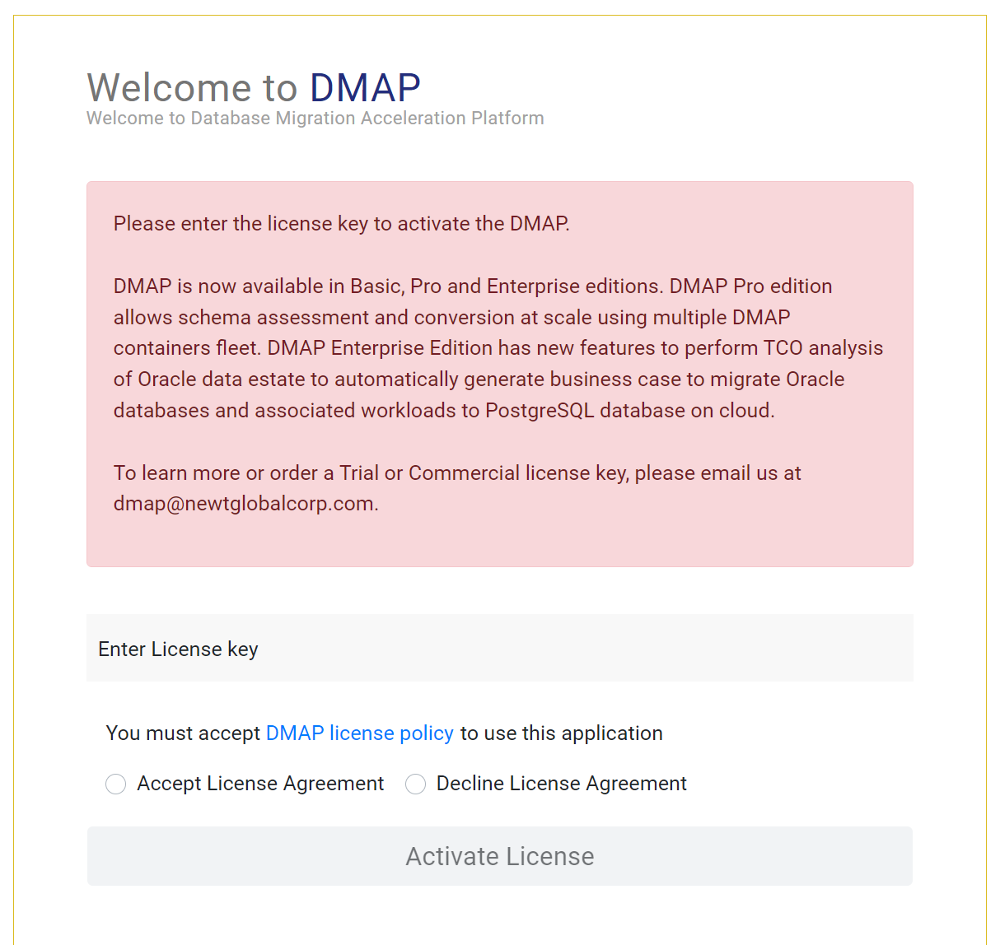 Welcome to DMAP
Welcome to Database Migration Acceleration Platform
Please enter the license key to activate the DMAP.
DMAP is now available in Basic, Pro and Enterprise editions. DMAP Pro edition
allows schema assessment and conversion at scale using multiple DMAP
containers fleet. DMAP Enterprise Edition has new features to perform TCO analysis
of Oracle data estate to automatically generate business case to migrate Oracle
databases and associated workloads to PostgreSQL database on cloud.
To learn more or order a Trial or Commercial license key, please email us at
dmap@newtglobalcorp.com.
Enter License key
You must accept DMAP license policy to use this application
Accept License Agreement Decline License Agreement
Activate License